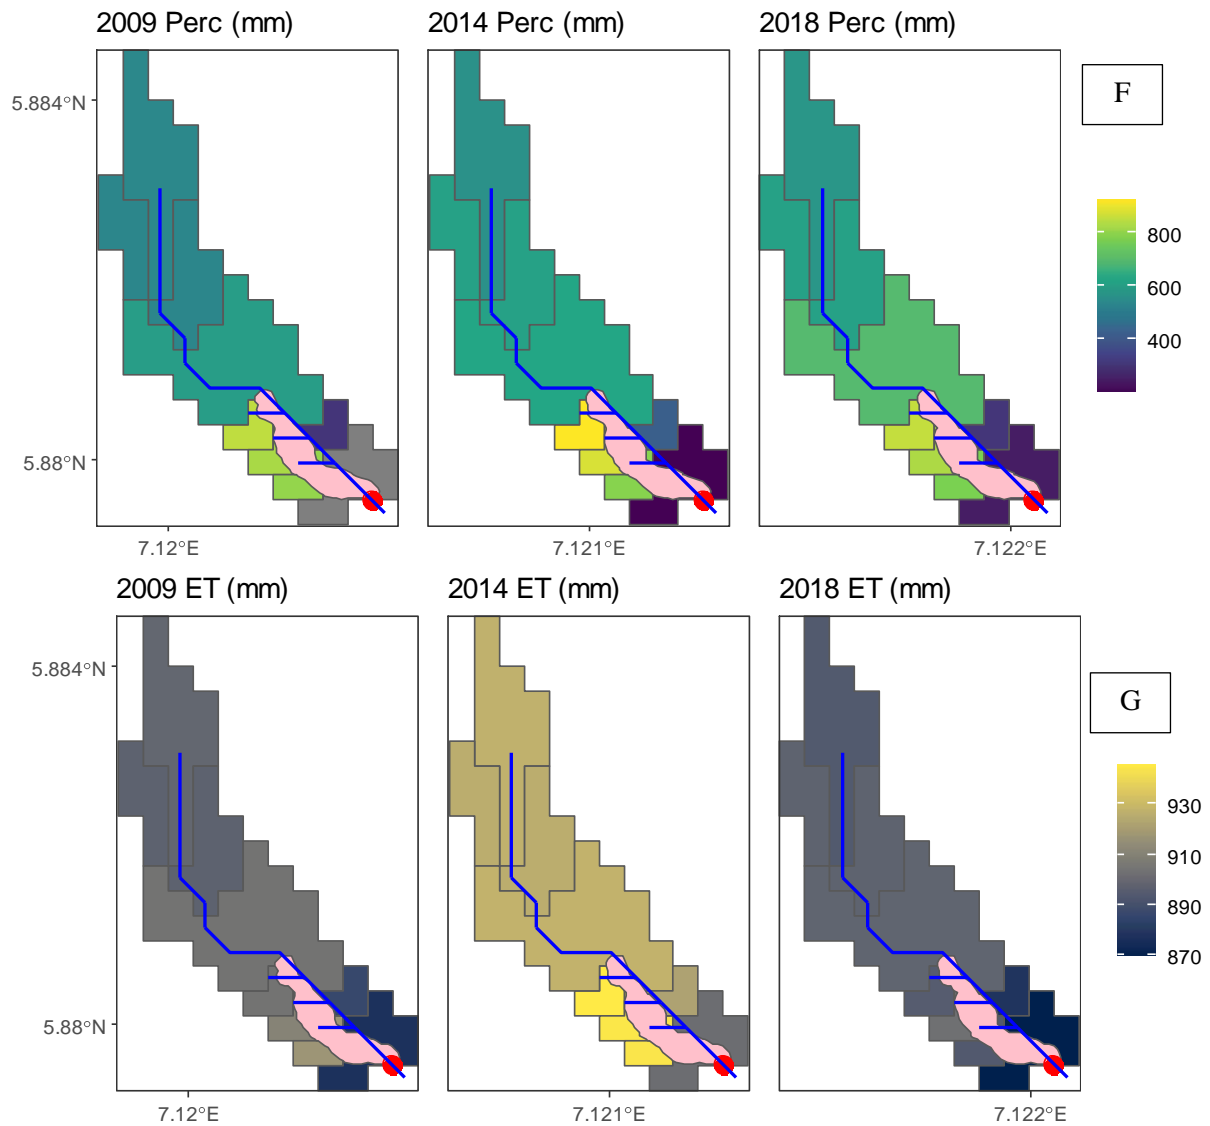 2009 Perc (mm)
2014 Perc (mm)
2018 Perc (mm)
F
5.884°N
5.88°N
800
600
400
7.12°E
7.121°E
7.122°E
2009 ET (mm)
2014 ET (mm)
2018 ET (mm)
G
5.884°N
5.88°N
930
910
890
870
7.12°E
7.121°E
7.122°E